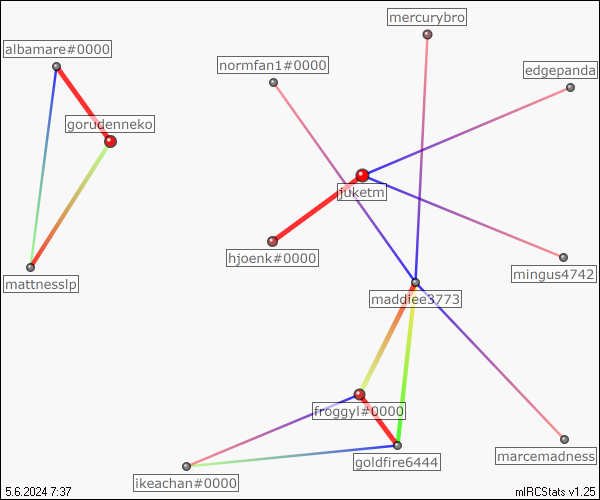 mercurybro
albamare#0000
normfan1#0000
edgepanda
gorudenneko
juketm
hjoenk#0000
mingus4742
mattnesslp
maddiee3773
froggyl#0000
goldfire6444
marcemadness
ikeachan#0000
5.6.2024 7:37
mIRCStats v1.25